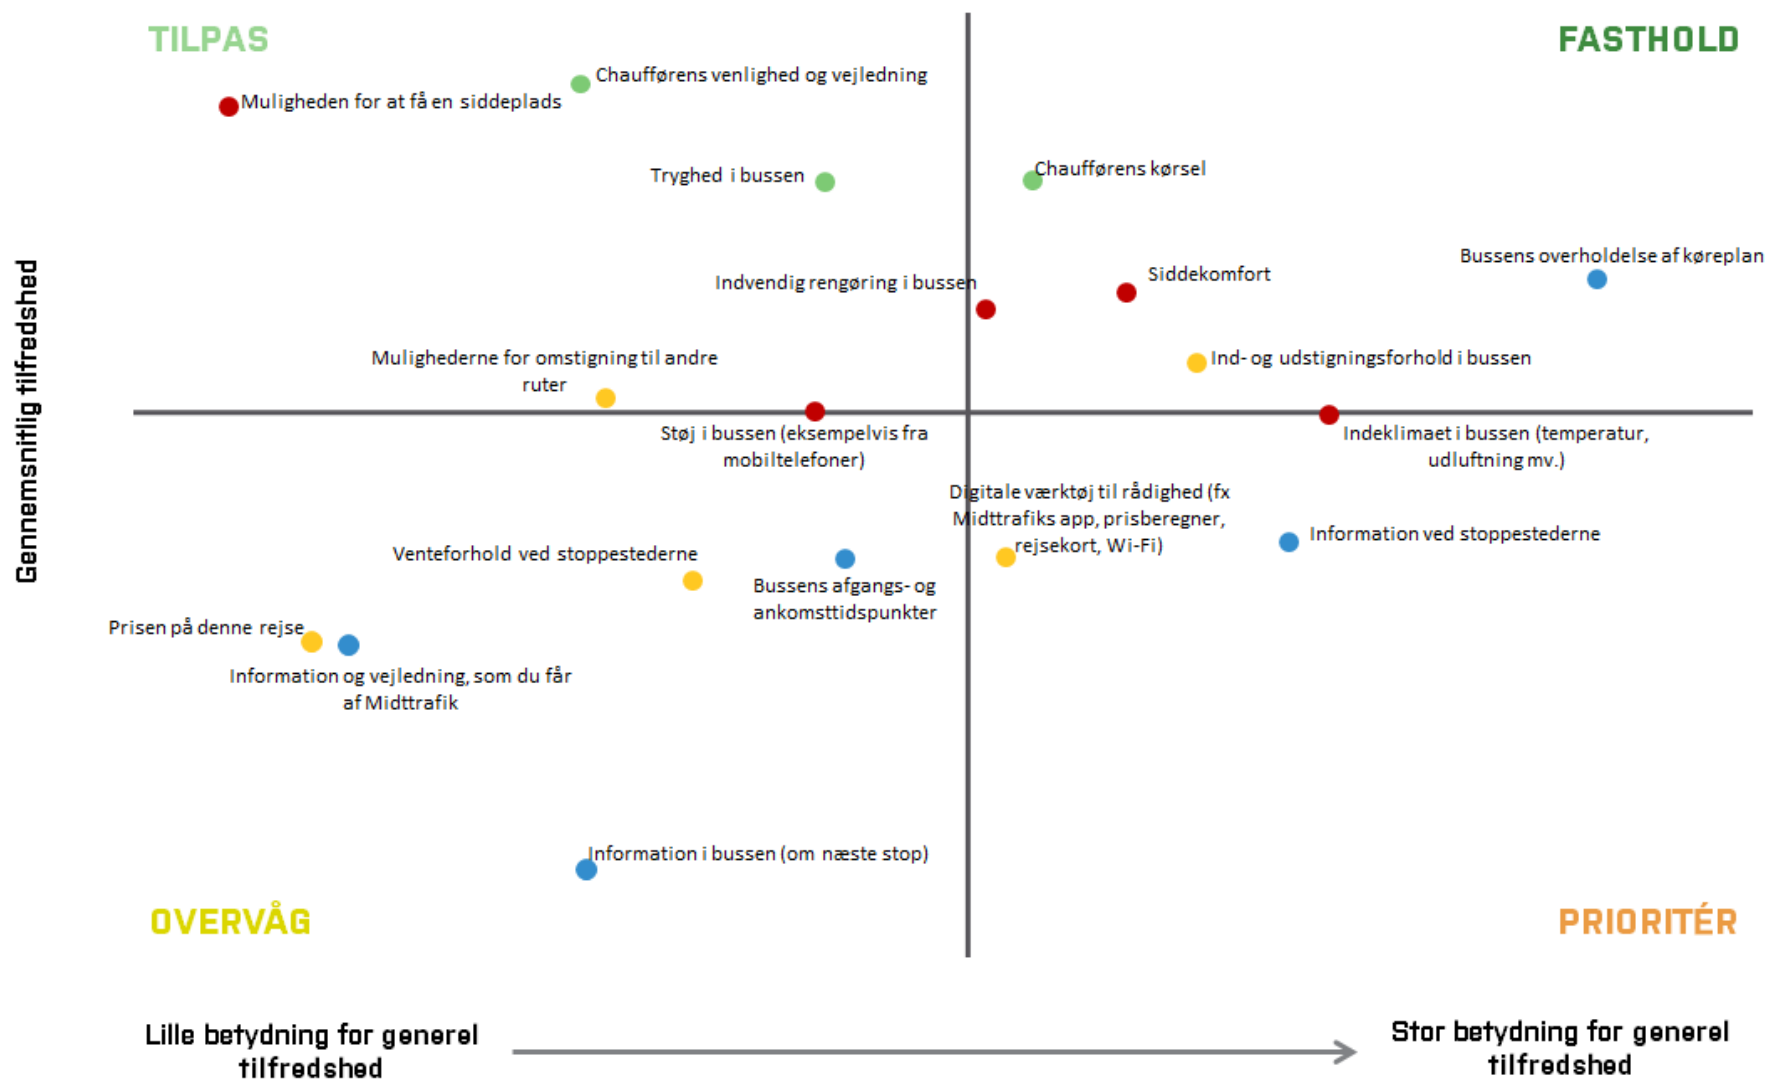 TILPAS
FASTHOLD
Chaufførens venlighed og vejledning
Muligheden for at få en siddeplads
Tryghed i bussen
Chaufførens kørsel
Bussens overholdelse af køreplan
Siddekomfort
Indvendig rengøring i bussen
Mulighederne for omstigning til andre
ruter
Ind- og udstigningsforhold i bussen
Gennemsnitlig tilfredshed
Støj i bussen (eksempelvis fra
mobiltelefoner)
Indeklimaet i bussen (temperatur,
udluftning mv.)
Digitale værktøj til rådighed (fx
Midttrafiks app, prisberegner,
rejsekort, Wi-Fi)
Information ved stoppestederne
Venteforhold ved stoppestederne
Bussens afgangs- og
ankomsttidspunkter
Prisen på denne rejse
Information og vejledning, som du får
af Midttrafik
Information i bussen (om næste stop)
OVERVÅG
PRIORITÉR
Lille betydning for generel
tilfredshed
Stor betydning for generel
tilfredshed